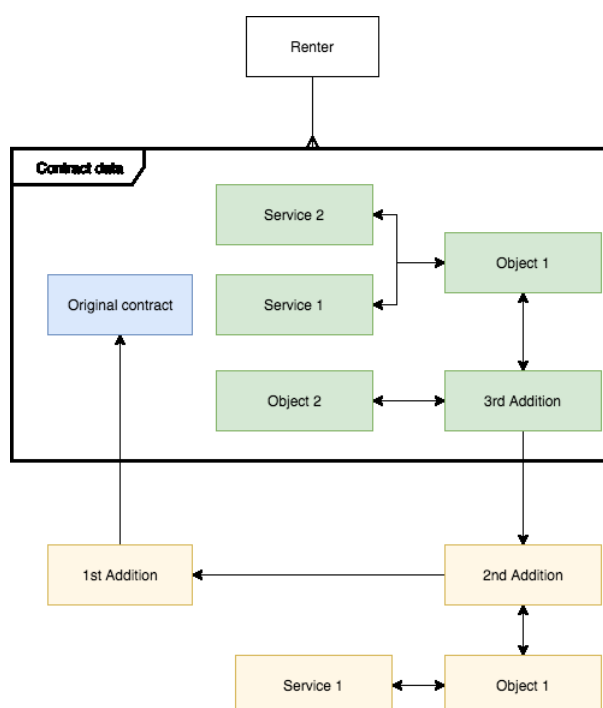 Renter
Contract data
Service 2
Object 1
Original contract
Service 1
Object 2
3rd Addition
1st Addition
2nd Addition
Service 1
Object 1